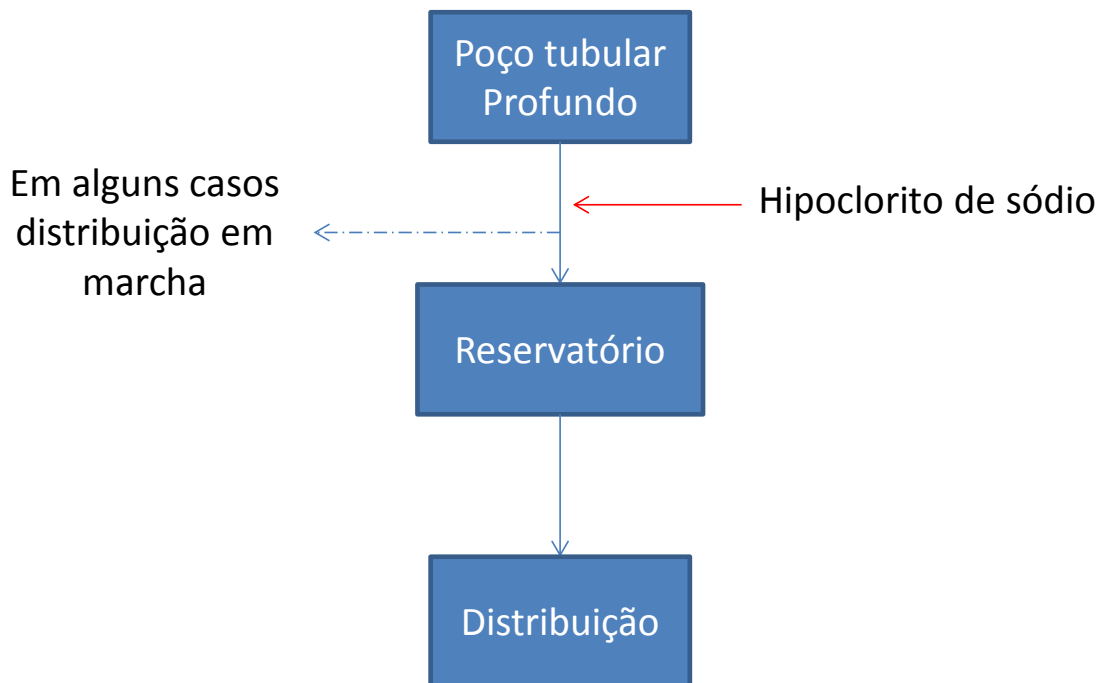 Poço tubular
Profundo
Em alguns casos
distribuição em
marcha
Hipoclorito de sódio
Reservatório
Distribuição